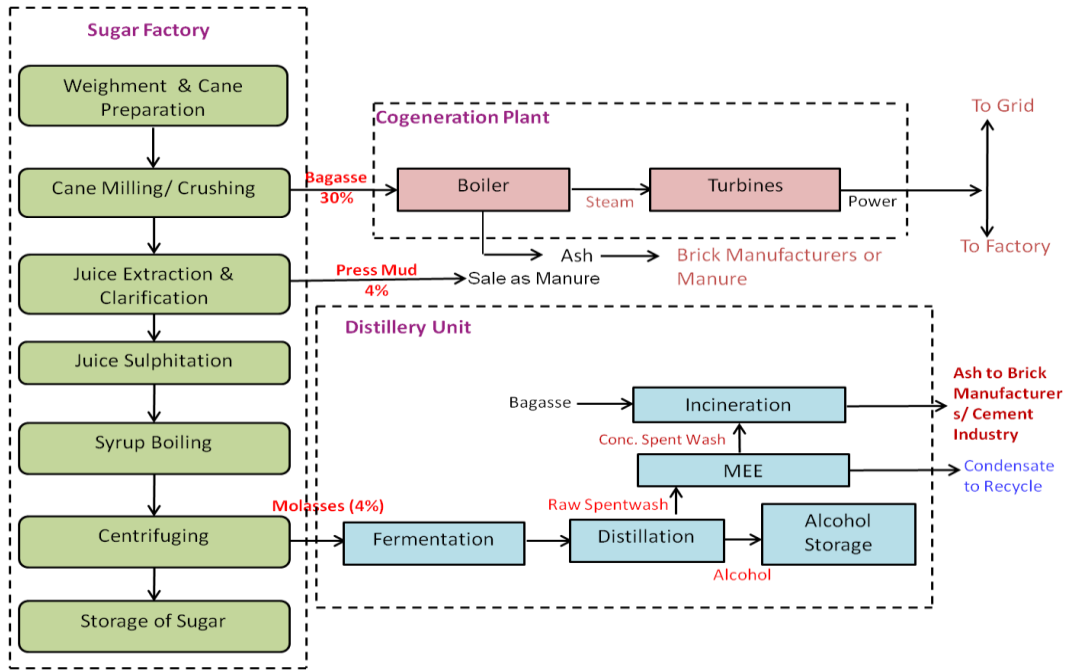 Sugar Factory
Weighment & Cane
Preparation
Cane Milling/ Crushing
Juice Extraction &
Clarification
Juice Sulphitation
Syrup Boiling
Centrifuging
Storage of Sugar
Bagasse
30%
Press Mud
4%
Molasses (4%)
Cogeneration Plant
Boiler
Steam
Turbines
Power
To Grid
To Factory
Ash
Brick Manufacturers or
Manure
Sale as Manure
Distillery Unit
Bagasse
Incineration
Ash to Brick
Manufacturer
s/ Cement
Industry
Conc. Spent Wash
MEE
Condensate
to Recycle
Raw Spentwash
Fermentation
Distillation
Alcohol
Alcohol
Storage